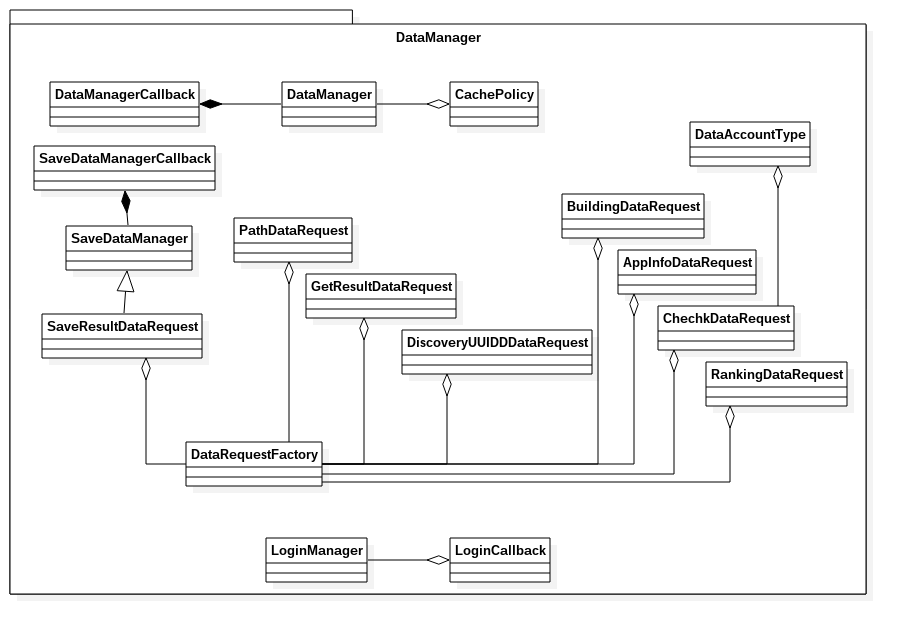 DataManager
DataManagerCallback
DataManager
CachePolicy
DataAccountType
SaveDataManagerCallback
BuildingDataRequest
SaveDataManager
PathDataRequest
AppInfoDataRequest
GetResultDataRequest
ChechkDataRequest
SaveResultDataRequest
DiscoveryUUIDDDataRequest
RankingDataRequest
DataRequestFactory
LoginManager
LoginCallback